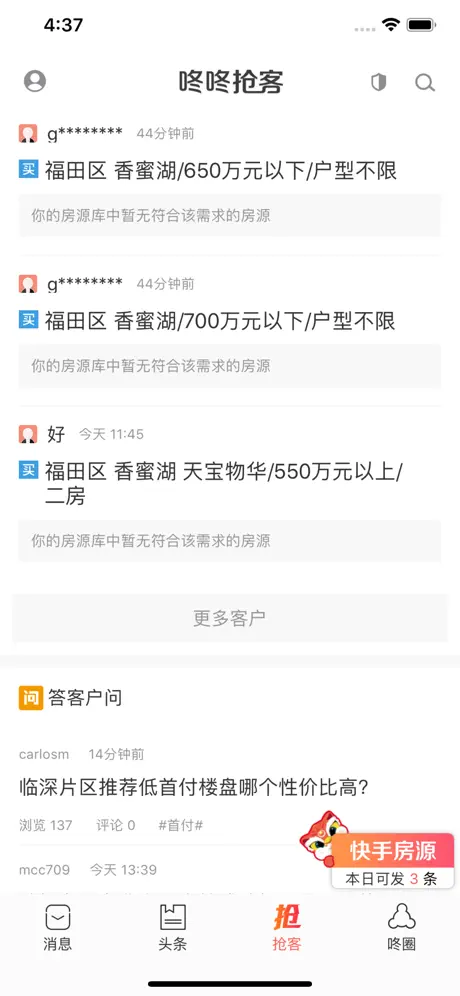 4:37
咚咚抢客
g******** 44分钟前
买 福田区 香蜜湖/650万元以下/户型不限
你的房源库中暂无符合该需求的房源
g******** 44分钟前
买 福田区 香蜜湖/700万元以下/户型不限
你的房源库中暂无符合该需求的房源
好 今天 11:45
买 福田区 香蜜湖 天宝物华/550万元以上/
二房
你的房源库中暂无符合该需求的房源
更多客户
问 答客户问
carlosm 14分钟前
临深片区推荐低首付楼盘哪个性价比高?
浏览 137 评论 0 #首付#
快手房源
mcc709 今天 13:39
本日可发 3 条
消息 头条 抢客 咚圈
抢